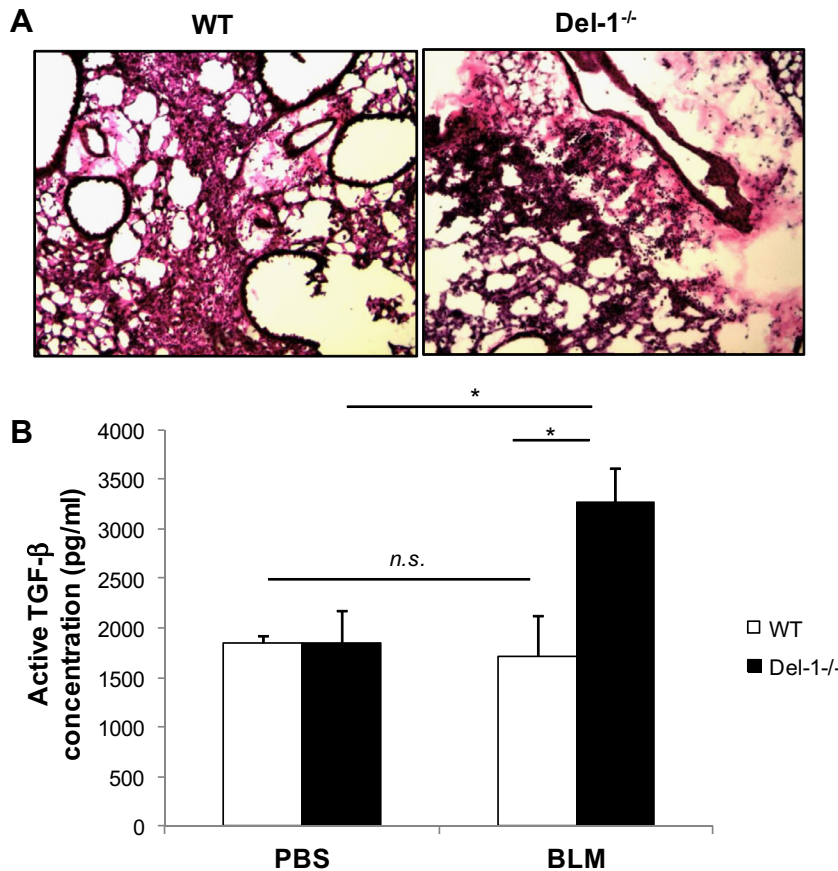 A
WT
Del-1-/-
B
*
*
n.s.
Active TGF-β
concentration (pg/ml)
4000
3500
3000
2500
2000
1500
1000
500
0
PBS
BLM
WT
Del-1-/-